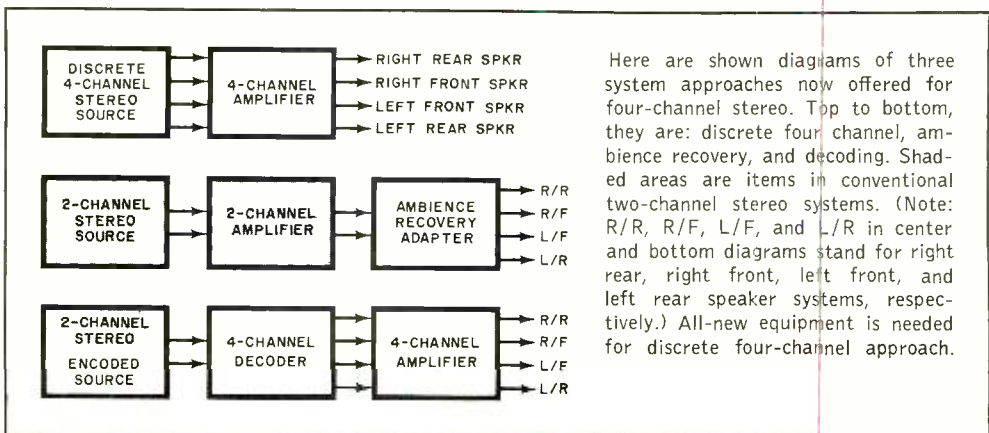 DISCRETE
4-CHANNEL
STEREO
SOURCE
4-CHANNEL
AMPLIFIER
RIGHT REAR SPKR
RIGHT FRONT SPKR
LEFT FRONT SPKR
LEFT REAR SPKR
2-CHANNEL
STEREO
SOURCE
2-CHANNEL
AMPLIFIER
AMBIENCE
RECOVERY
ADAPTER
R/R
R/F
L/F
L/R
2-CHANNEL
STEREO
ENCODED
SOURCE
4-CHANNEL
DECODER
4-CHANNEL
AMPLIFIER
R/R
R/F
L/F
L/R
Here are shown diagrams of three
system approaches now offered for
four-channel stereo. Top to bottom,
they are: discrete four channel, am-
bience recovery, and decoding. Shad-
ed areas are items in conventional
two-channel stereo systems. (Note:
R/R, R/F, L/F, and L/R in center
and bottom diagrams stand for right
rear, right front, left front, and
left rear speaker systems, respec-
tively.) All-new equipment is needed
for discrete four-channel approach.